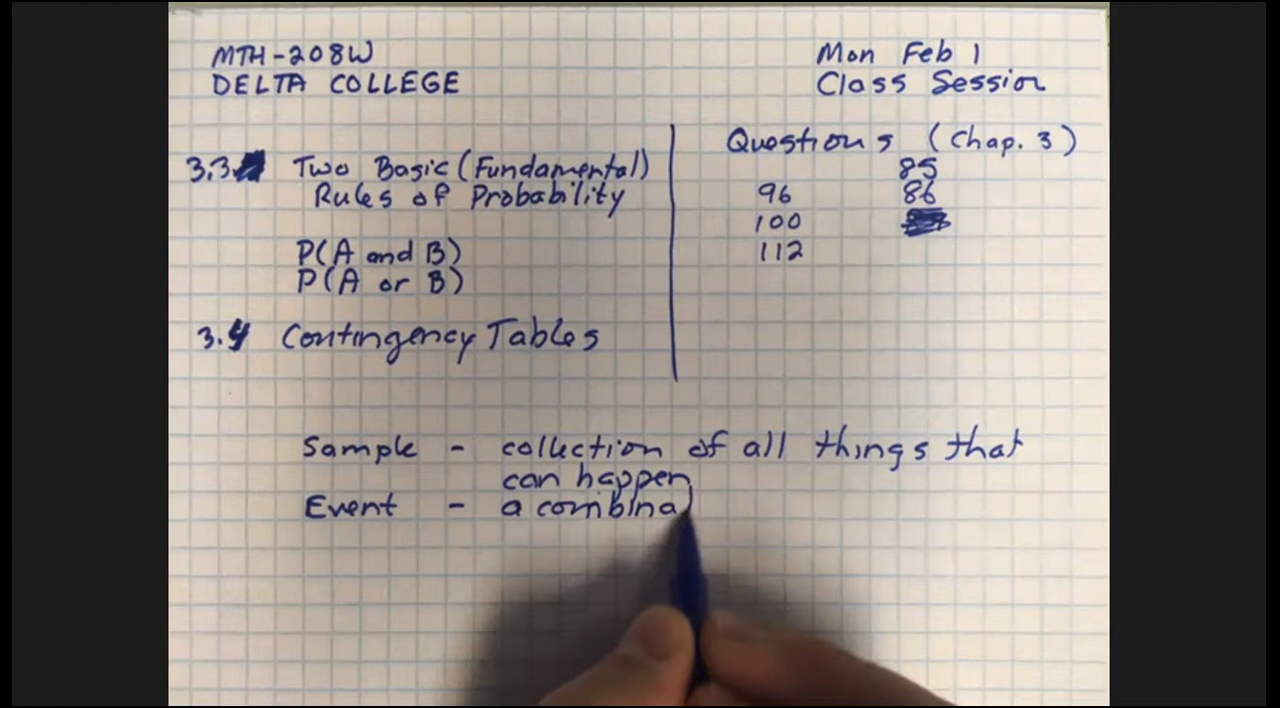 MTH-208W
DELTA COLLEGE
Mon Feb 1
Class Session
3.3 Two Basic (Fundamental)
Rules of Probability
P(A and B)
P(A or B)
3.4 Contingency Tables
Questions (Chap. 3)
85
96 86
100
112
Sample - collection of all things that
can happen
Event - a combina